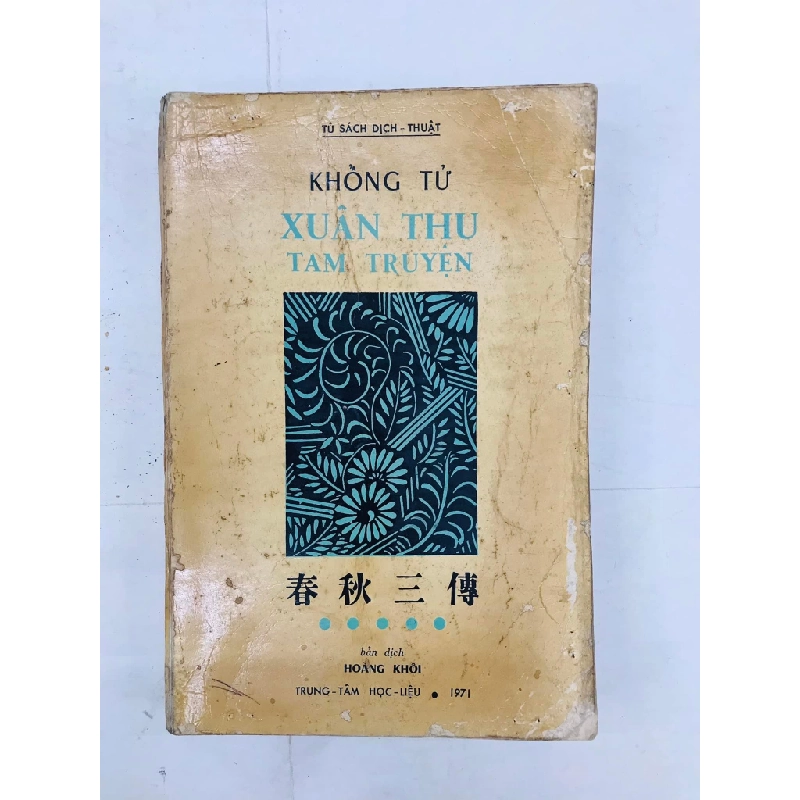 TỦ SÁCH DỊCH - THUẬT
KHỔNG TỬ
XUÂN THU
TAM TRUYỆN
春秋三傳
bản dịch
HOÀNG KHÔI
TRUNG-TÂM HỌC-LIỆU • 1971